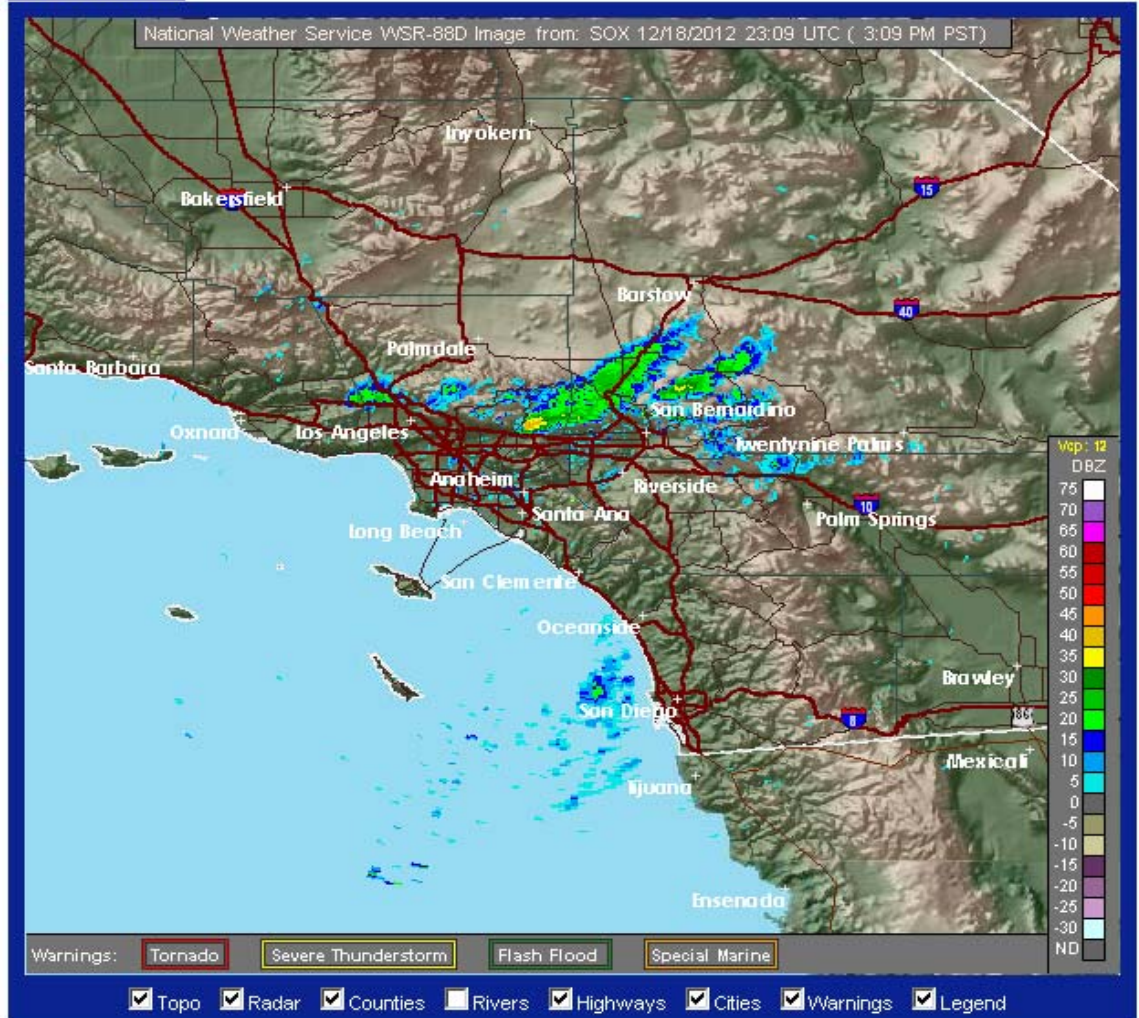 National Weather Service WSR-88D Image from: SOX 12/18/2012 23:09 UTC ( 3:09 PM PST)
Inyokern
Bakersfield
15
Barstow
40
Palmdale
Santa Barbara
San Bernardino
Oxnard
Los Angeles
Twentynine Palms
Anaheim
Riverside
10
Palm Springs
Santa Ana
Long Beach
San Clemente
Oceanside
Brawley
San Diego
8
Mexicali
Tijuana
Ensenada
Vcp: 12
DBZ
75
70
65
60
55
50
45
40
35
30
25
20
15
10
5
0
-5
-10
-15
-20
-25
-30
ND
Warnings: Tornado Severe Thunderstorm Flash Flood Special Marine
Topo Radar Counties Rivers Highways Cities Warnings Legend